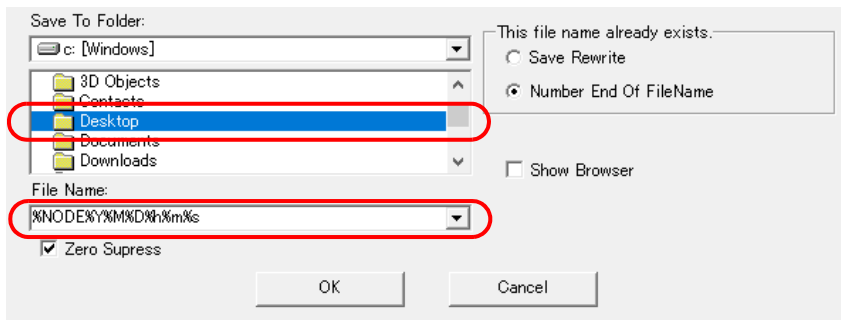 Save To Folder:
c: [Windows]
3D Objects
Contacts
Desktop
Documents
Downloads
File Name:
%NODE%Y%M%D%h%m%s
Zero Supress
This file name already exists.
Save Rewrite
Number End Of FileName
Show Browser
OK
Cancel